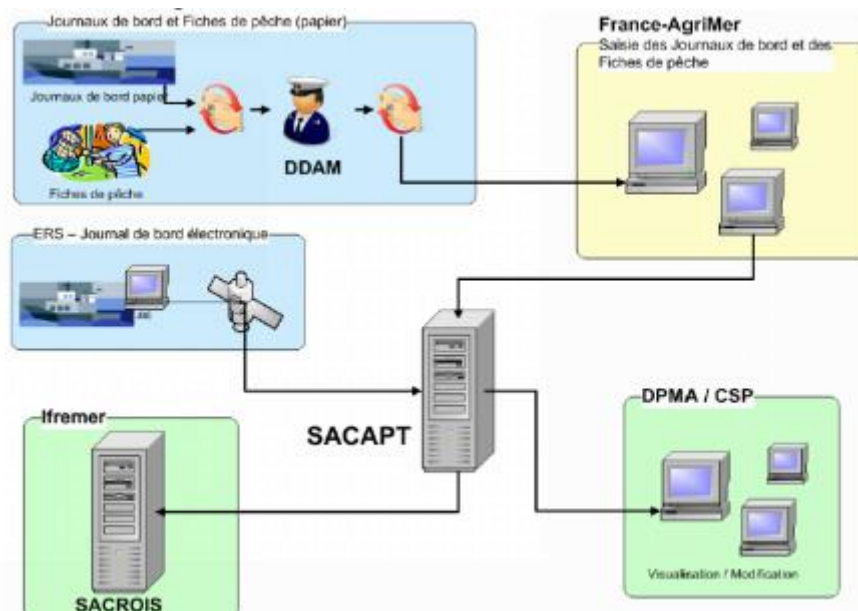 Journaux de bord et Fiches de pêche (papier)
Journaux de bord papier
Fiches de pêche
DDAM
France-AgriMer
Saisie des Journaux de bord et des
Fiches de pêche
ERS – Journal de bord électronique
SACAPT
Ifremer
SACROIS
DPMA / CSP
Visualisation / Modification